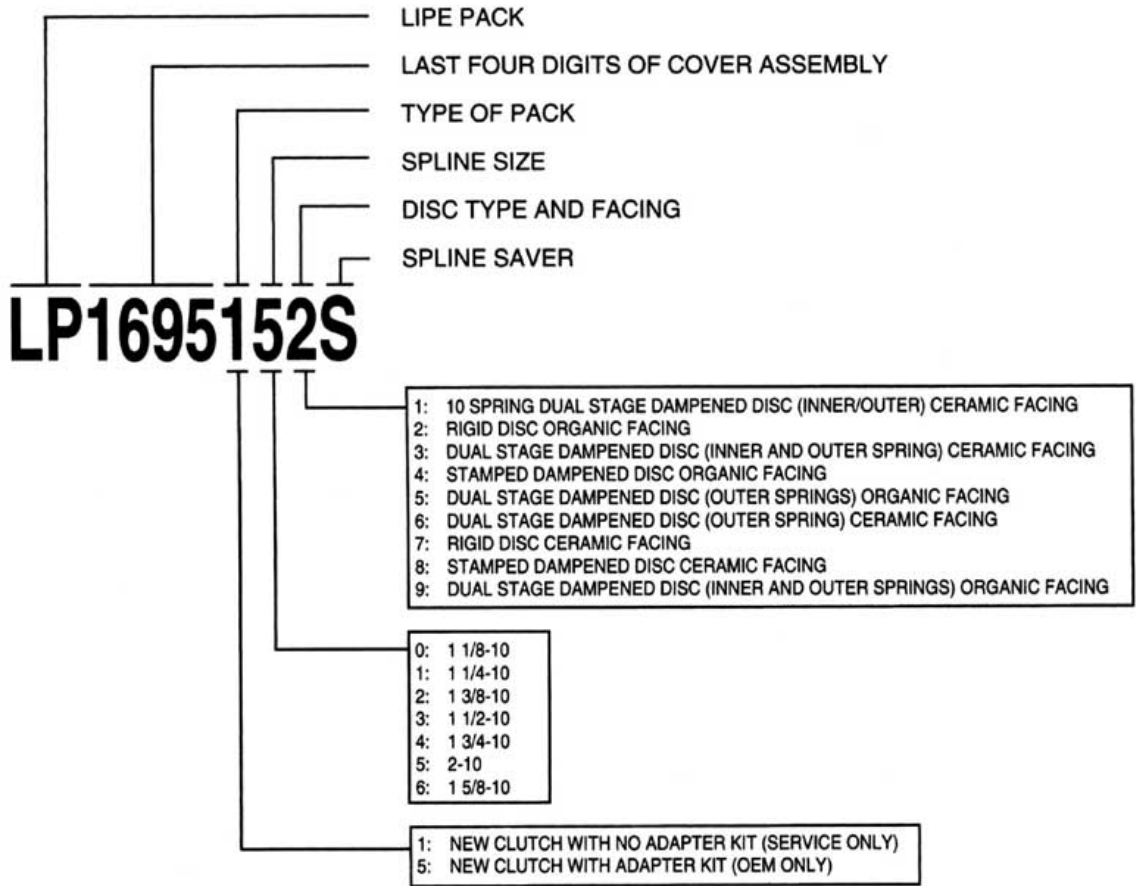 LIPE PACK
LAST FOUR DIGITS OF COVER ASSEMBLY
TYPE OF PACK
SPLINE SIZE
DISC TYPE AND FACING
SPLINE SAVER
LP1695152S
1: 10 SPRING DUAL STAGE DAMPENED DISC (INNER/OUTER) CERAMIC FACING
2: RIGID DISC ORGANIC FACING
3: DUAL STAGE DAMPENED DISC (INNER AND OUTER SPRING) CERAMIC FACING
4: STAMPED DAMPENED DISC ORGANIC FACING
5: DUAL STAGE DAMPENED DISC (OUTER SPRINGS) ORGANIC FACING
6: DUAL STAGE DAMPENED DISC (OUTER SPRING) CERAMIC FACING
7: RIGID DISC CERAMIC FACING
8: STAMPED DAMPENED DISC CERAMIC FACING
9: DUAL STAGE DAMPENED DISC (INNER AND OUTER SPRINGS) ORGANIC FACING
0: 1 1/8-10
1: 1 1/4-10
2: 1 3/8-10
3: 1 1/2-10
4: 1 3/4-10
5: 2-10
6: 1 5/8-10
1: NEW CLUTCH WITH NO ADAPTER KIT (SERVICE ONLY)
5: NEW CLUTCH WITH ADAPTER KIT (OEM ONLY)